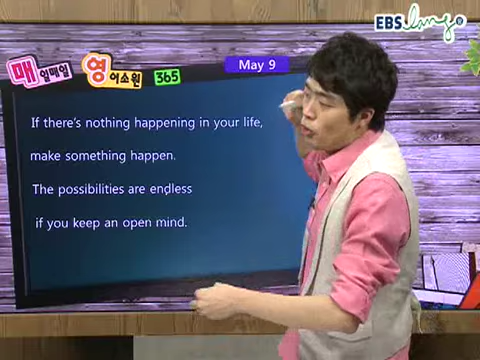 EBS lang
매일매일 영어소원 365
May 9
If there's nothing happening in your life,
make something happen.
The possibilities are endless
if you keep an open mind.